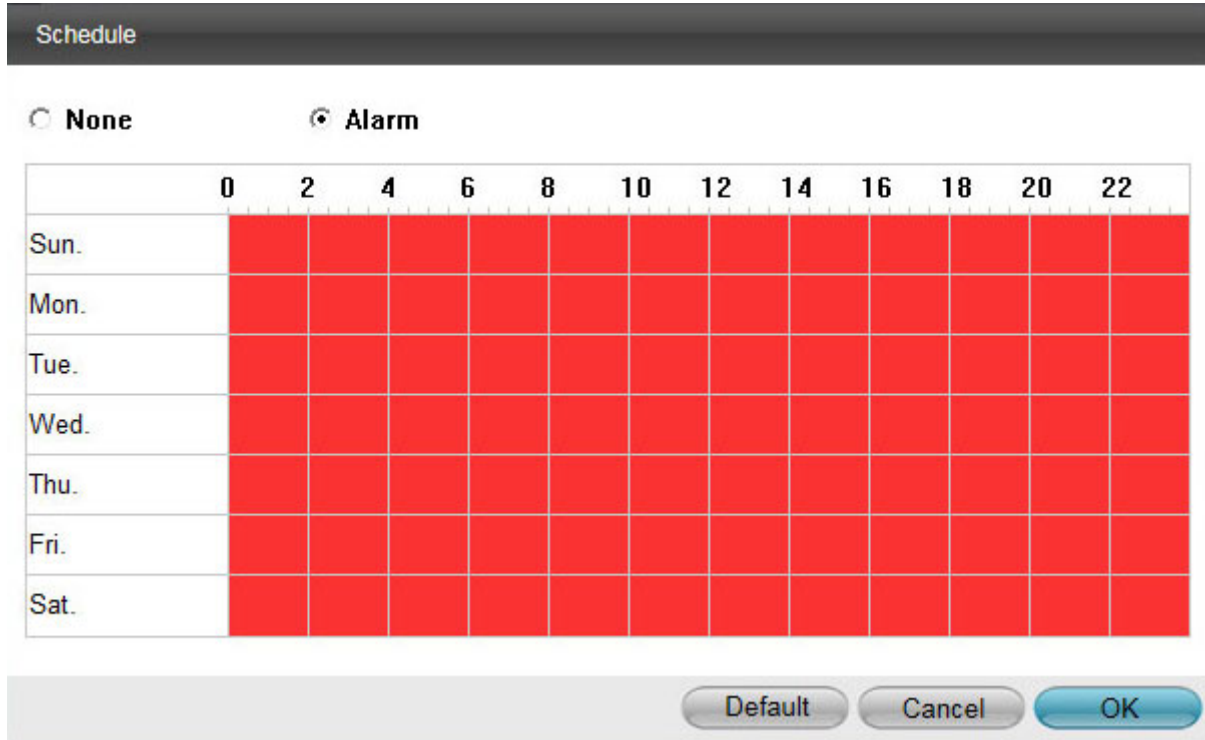 Schedule
None Alarm
0 2 4 6 8 10 12 14 16 18 20 22
Sun.
Mon.
Tue.
Wed.
Thu.
Fri.
Sat.
Default Cancel OK